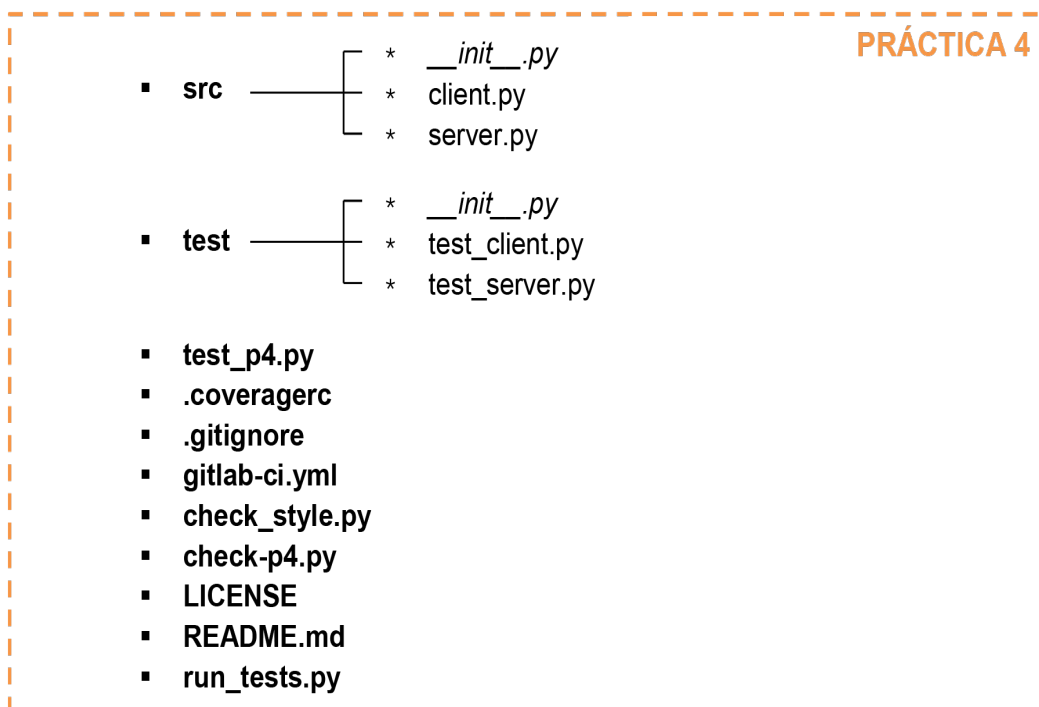 PRÁCTICA 4
▪ src
* __init__.py
* client.py
* server.py
▪ test
* __init__.py
* test_client.py
* test_server.py
▪ test_p4.py
▪ .coveragerc
▪ .gitignore
▪ gitlab-ci.yml
▪ check_style.py
▪ check-p4.py
▪ LICENSE
▪ README.md
▪ run_tests.py